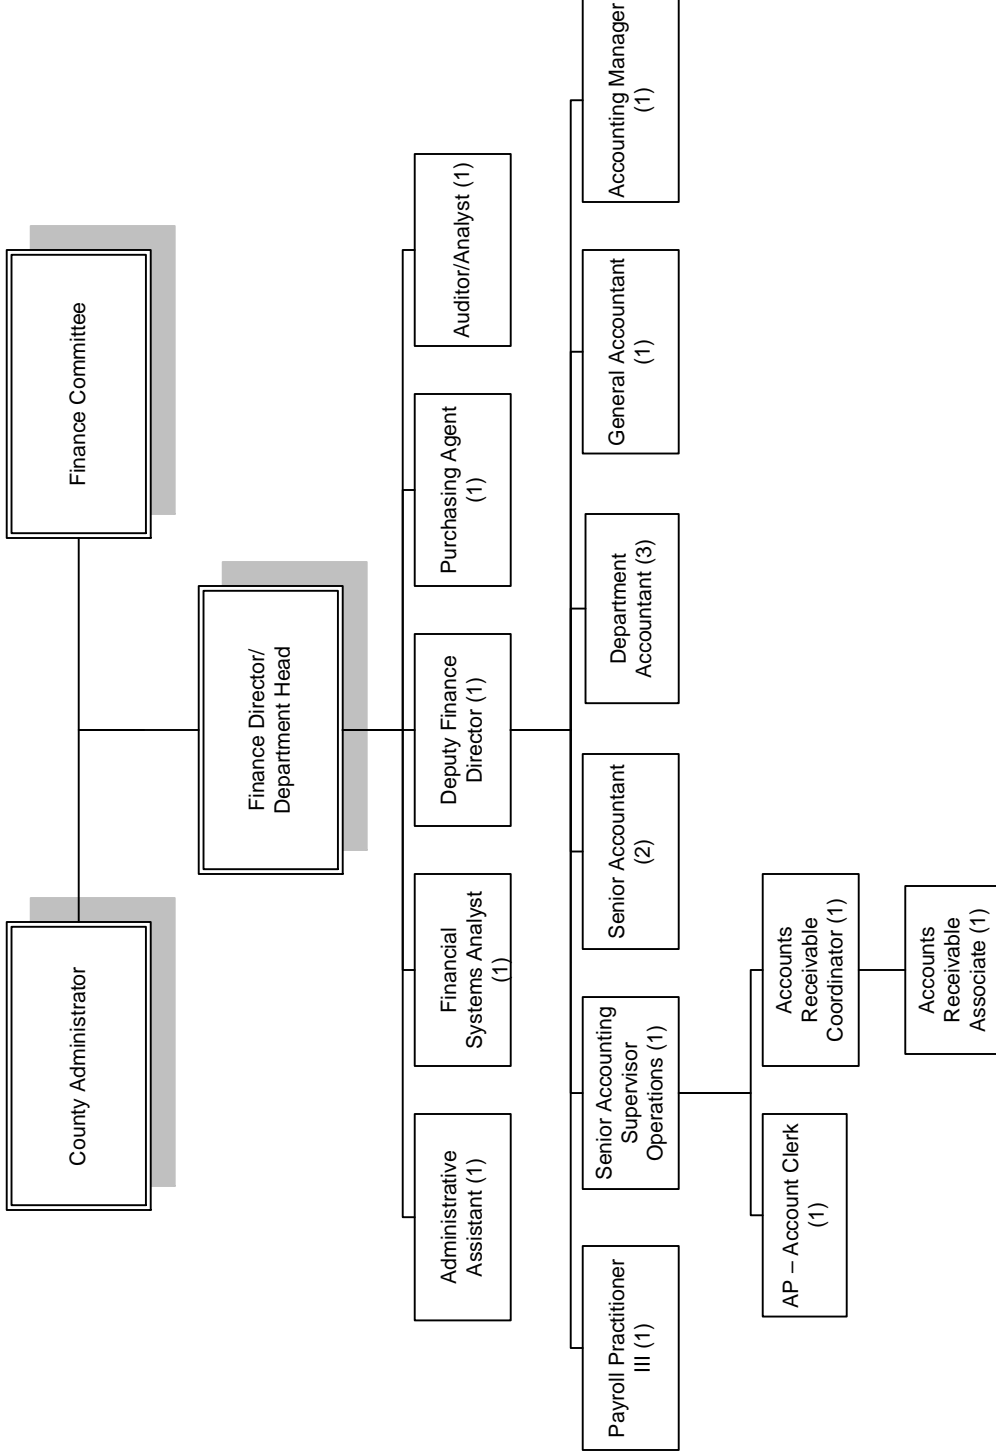 County Administrator
Finance Committee
Finance Director/
Department Head
Administrative
Assistant (1)
Financial
Systems Analyst
(1)
Deputy Finance
Director (1)
Purchasing Agent
(1)
Auditor/Analyst (1)
Payroll Practitioner
III (1)
Senior Accounting
Supervisor
Operations (1)
Senior Accountant
(2)
Department
Accountant (3)
General Accountant
(1)
Accounting Manager
(1)
AP – Account Clerk
(1)
Accounts
Receivable
Coordinator (1)
Accounts
Receivable
Associate (1)